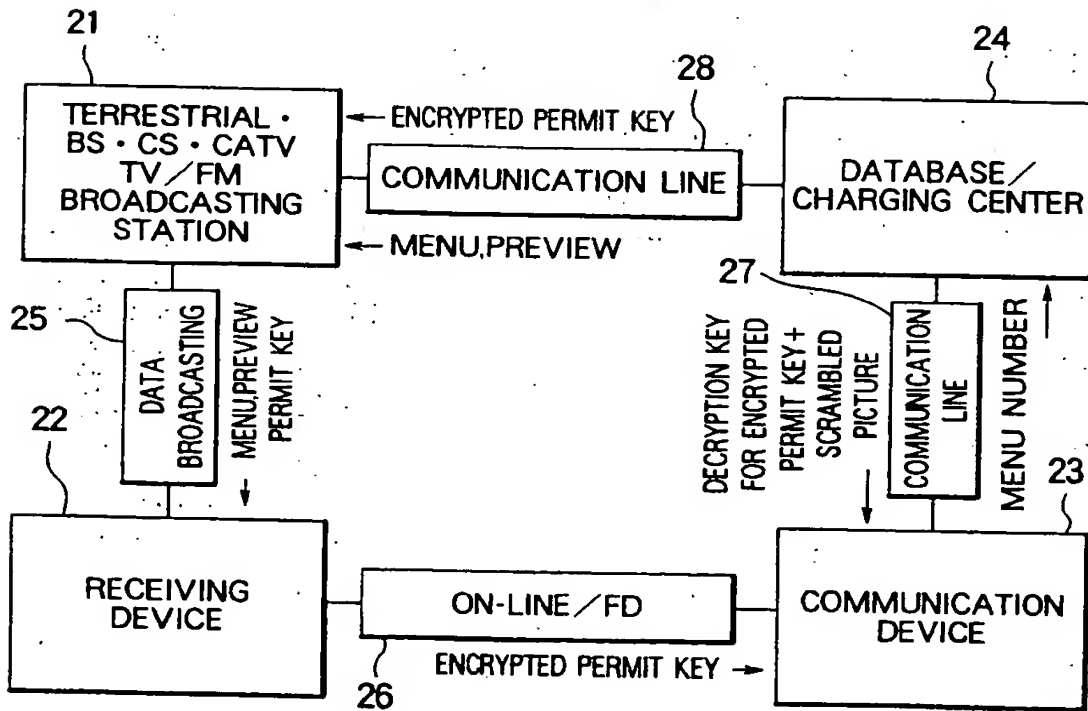 21
TERRESTRIAL・
BS・CS・CATV
TV／FM
BROADCASTING
STATION
ENCRYPTED PERMIT KEY
28
COMMUNICATION LINE
MENU,PREVIEW
24
DATABASE／
CHARGING CENTER
25
DATA
BROADCASTING
MENU,PREVIEW
PERMIT KEY
27
DECRYPTION KEY
FOR ENCRYPTED
PERMIT KEY+
SCRAMBLED
PICTURE
COMMUNICATION
LINE
MENU NUMBER
22
RECEIVING
DEVICE
ON-LINE／FD
26
ENCRYPTED PERMIT KEY
23
COMMUNICATION
DEVICE